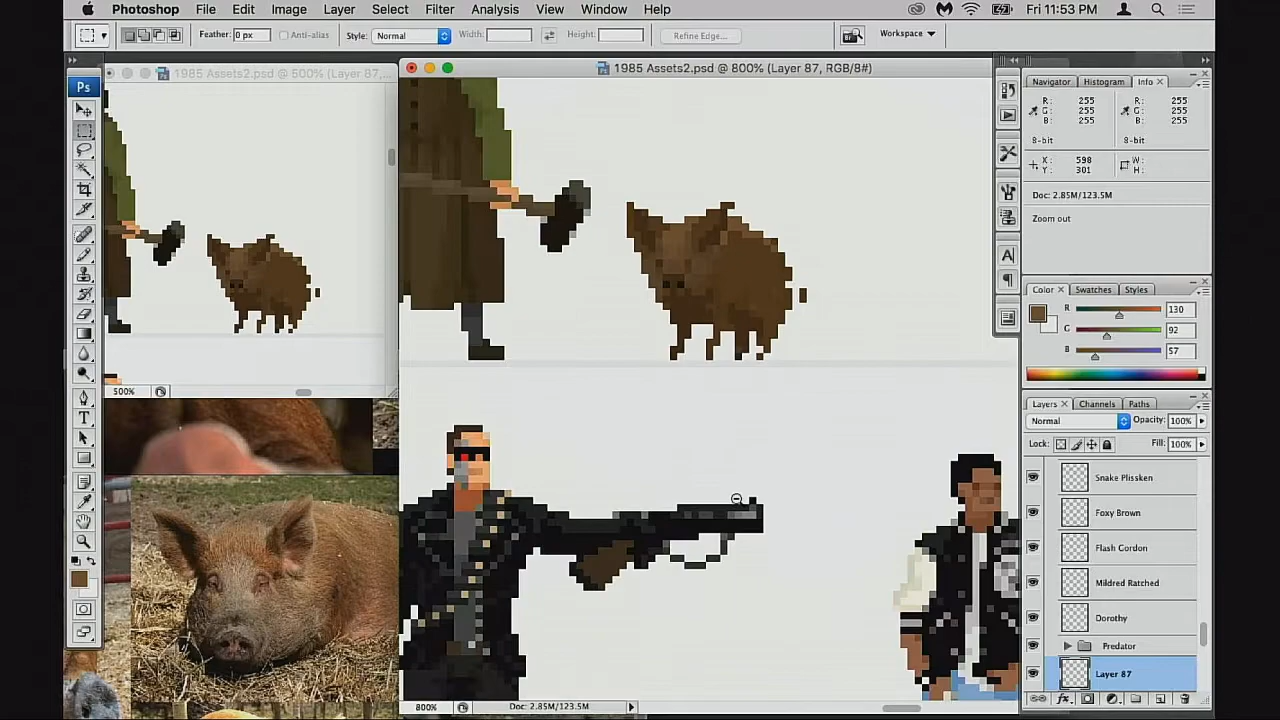 Photoshop File Edit Image Layer Select Filter Analysis View Window Help Fri 11:53 PM
Feather: 0 px Anti-alias Style: Normal Width: Height: Refine Edge... Workspace
1985 Assets2.psd @ 500% (Layer 87,...
1985 Assets2.psd @ 800% (Layer 87, RGB/8#)
Ps
Navigator Histogram Info
R: 255 R: 255
G: 255 G: 255
B: 255 B: 255
8-bit 8-bit
X: 598 W:
Y: 301 H:
Doc: 2.85M/123.5M
Zoom out
Color Swatches Styles
R 130
G 92
B 57
500%
Layers Channels Paths
Normal Opacity: 100%
Lock: Fill: 100%
Snake Plissken
Foxy Brown
Flash Gordon
Mildred Ratched
Dorothy
Predator
Layer 87
800% Doc: 2.85M/123.5M